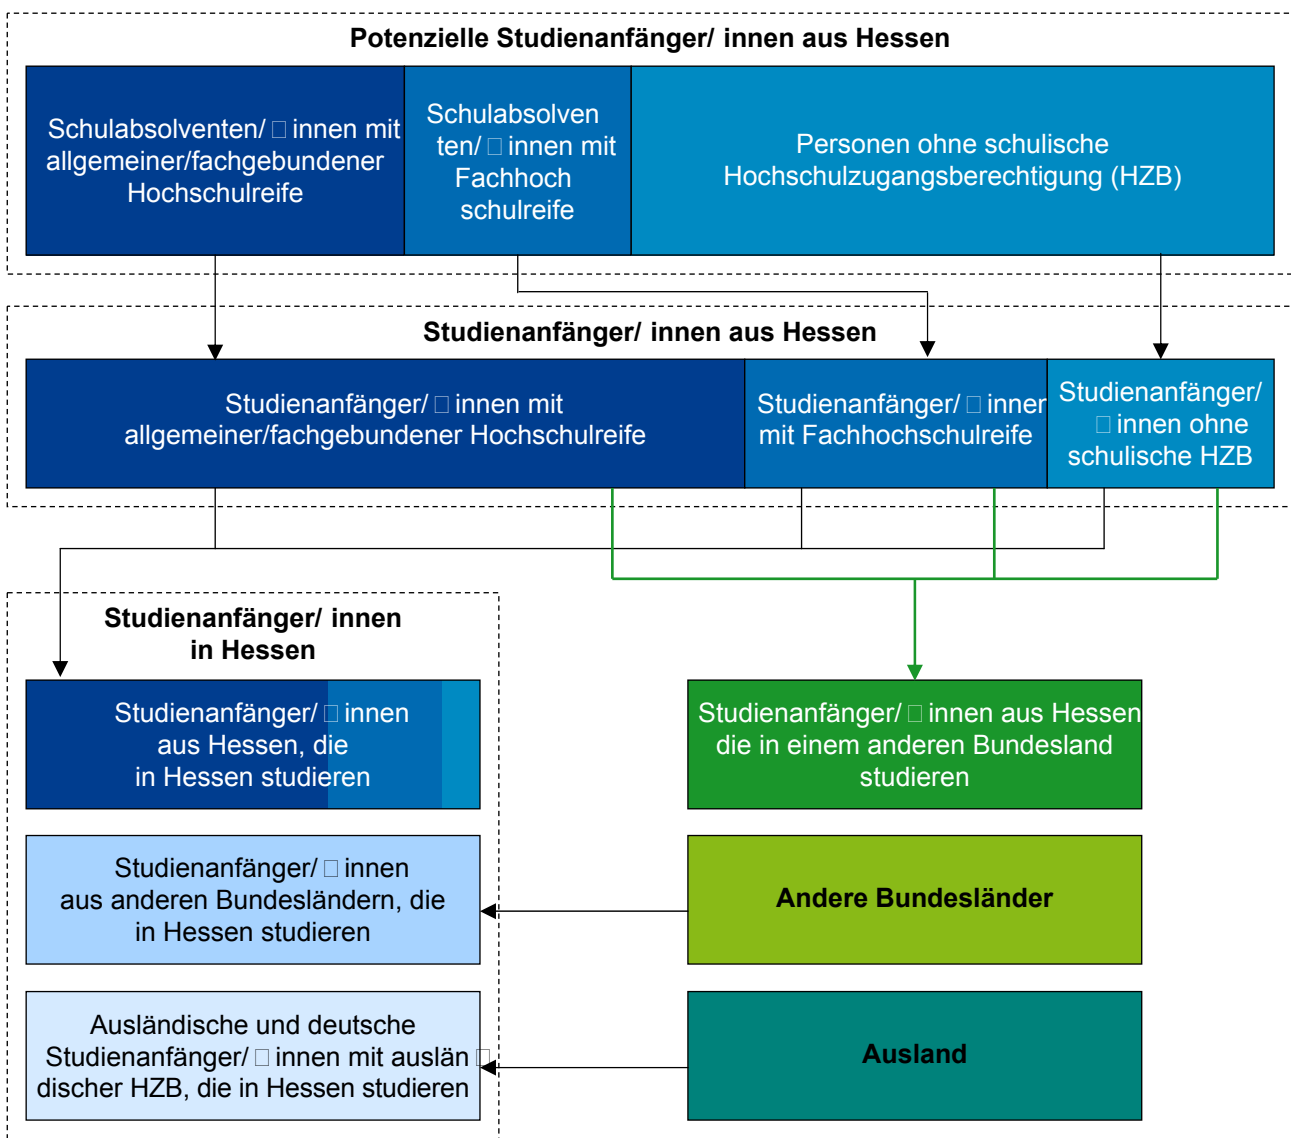 Potenzielle Studienanfänger/ innen aus Hessen
Schulabsolventen/ □ innen mit
allgemeiner/fachgebundener
Hochschulreife
Schulabsolven
ten/ □ innen mit
Fachhoch
schulreife
Personen ohne schulische
Hochschulzugangsberechtigung (HZB)
Studienanfänger/ innen aus Hessen
Studienanfänger/ □ innen mit
allgemeiner/fachgebundener Hochschulreife
Studienanfänger/ □ innen
mit Fachhochschulreife
Studienanfänger/
□ innen ohne
schulische HZB
Studienanfänger/ innen
in Hessen
Studienanfänger/ □ innen
aus Hessen, die
in Hessen studieren
Studienanfänger/ □ innen aus Hessen
die in einem anderen Bundesland
studieren
Studienanfänger/ □ innen
aus anderen Bundesländern, die
in Hessen studieren
Andere Bundesländer
Ausländische und deutsche
Studienanfänger/ □ innen mit auslän □
discher HZB, die in Hessen studieren
Ausland